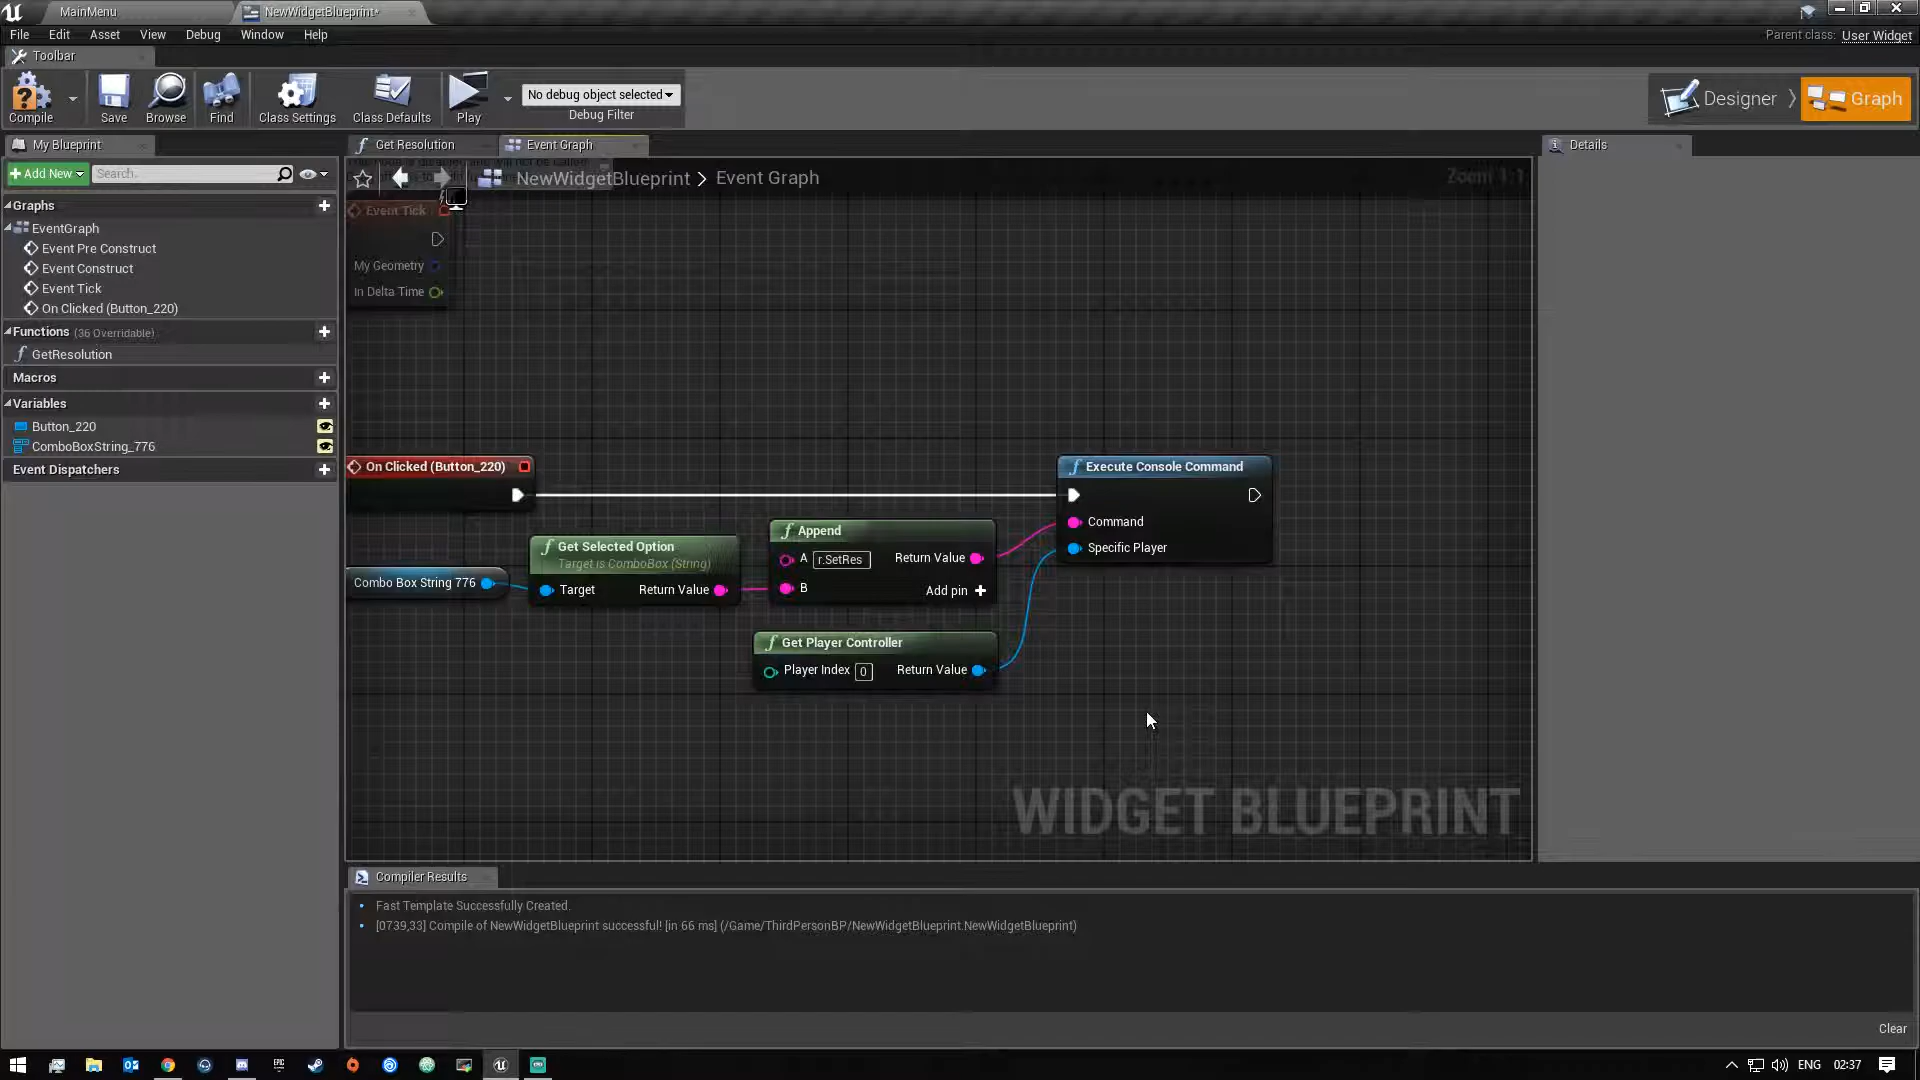 MainMenu
NewWidgetBlueprint*
File Edit Asset View Debug Window Help
Parent class: User Widget
Toolbar
Compile
Save
Browse
Find
Class Settings
Class Defaults
Play
No debug object selected
Debug Filter
Designer
Graph
My Blueprint
Get Resolution
Event Graph
Details
Add New
Search
NewWidgetBlueprint > Event Graph
Zoom 1:1
Graphs
EventGraph
Event Pre Construct
Event Construct
Event Tick
On Clicked (Button_220)
Functions (36 Overridable)
GetResolution
Macros
Variables
Button_220
ComboBoxString_776
Event Dispatchers
Event Tick
My Geometry
In Delta Time
On Clicked (Button_220)
Combo Box String 776
Get Selected Option
Target is ComboBox (String)
Target
Return Value
Append
A r.SetRes
Return Value
B
Add pin
Get Player Controller
Player Index 0
Return Value
Execute Console Command
Command
Specific Player
WIDGET BLUEPRINT
Compiler Results
Fast Template Successfully Created.
[0739,33] Compile of NewWidgetBlueprint successful! [in 66 ms] (/Game/ThirdPersonBP/NewWidgetBlueprint.NewWidgetBlueprint)
Clear
ENG
02:37